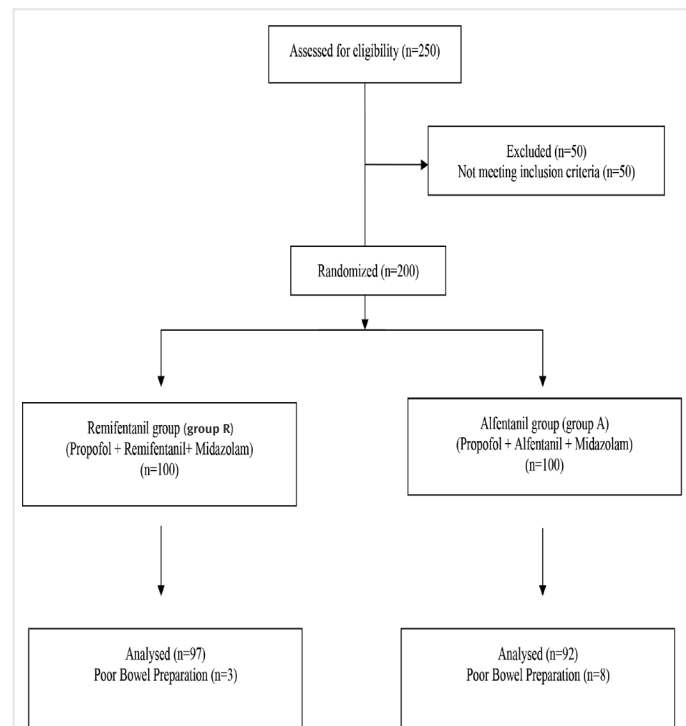 Assessed for eligibility (n=250)
Excluded (n=50)
Not meeting inclusion criteria (n=50)
Randomized (n=200)
Remifentanil group (group R)
(Propofol + Remifentanil+ Midazolam)
(n=100)
Alfentanil group (group A)
(Propofol + Alfentanil + Midazolam)
(n=100)
Analysed (n=97)
Poor Bowel Preparation (n=3)
Analysed (n=92)
Poor Bowel Preparation (n=8)